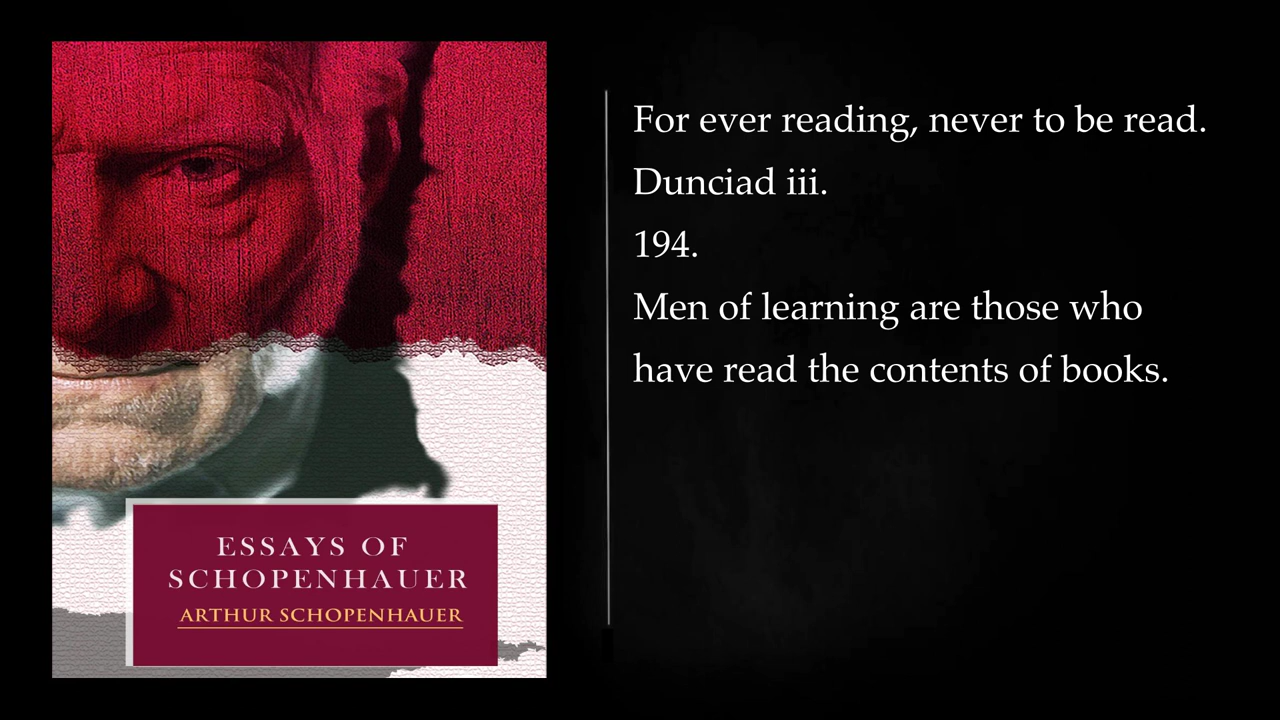 ESSAYS OF
SCHOPENHAUER
ARTHUR SCHOPENHAUER
For ever reading, never to be read.
Dunciad iii.
194.
Men of learning are those who
have read the contents of books.